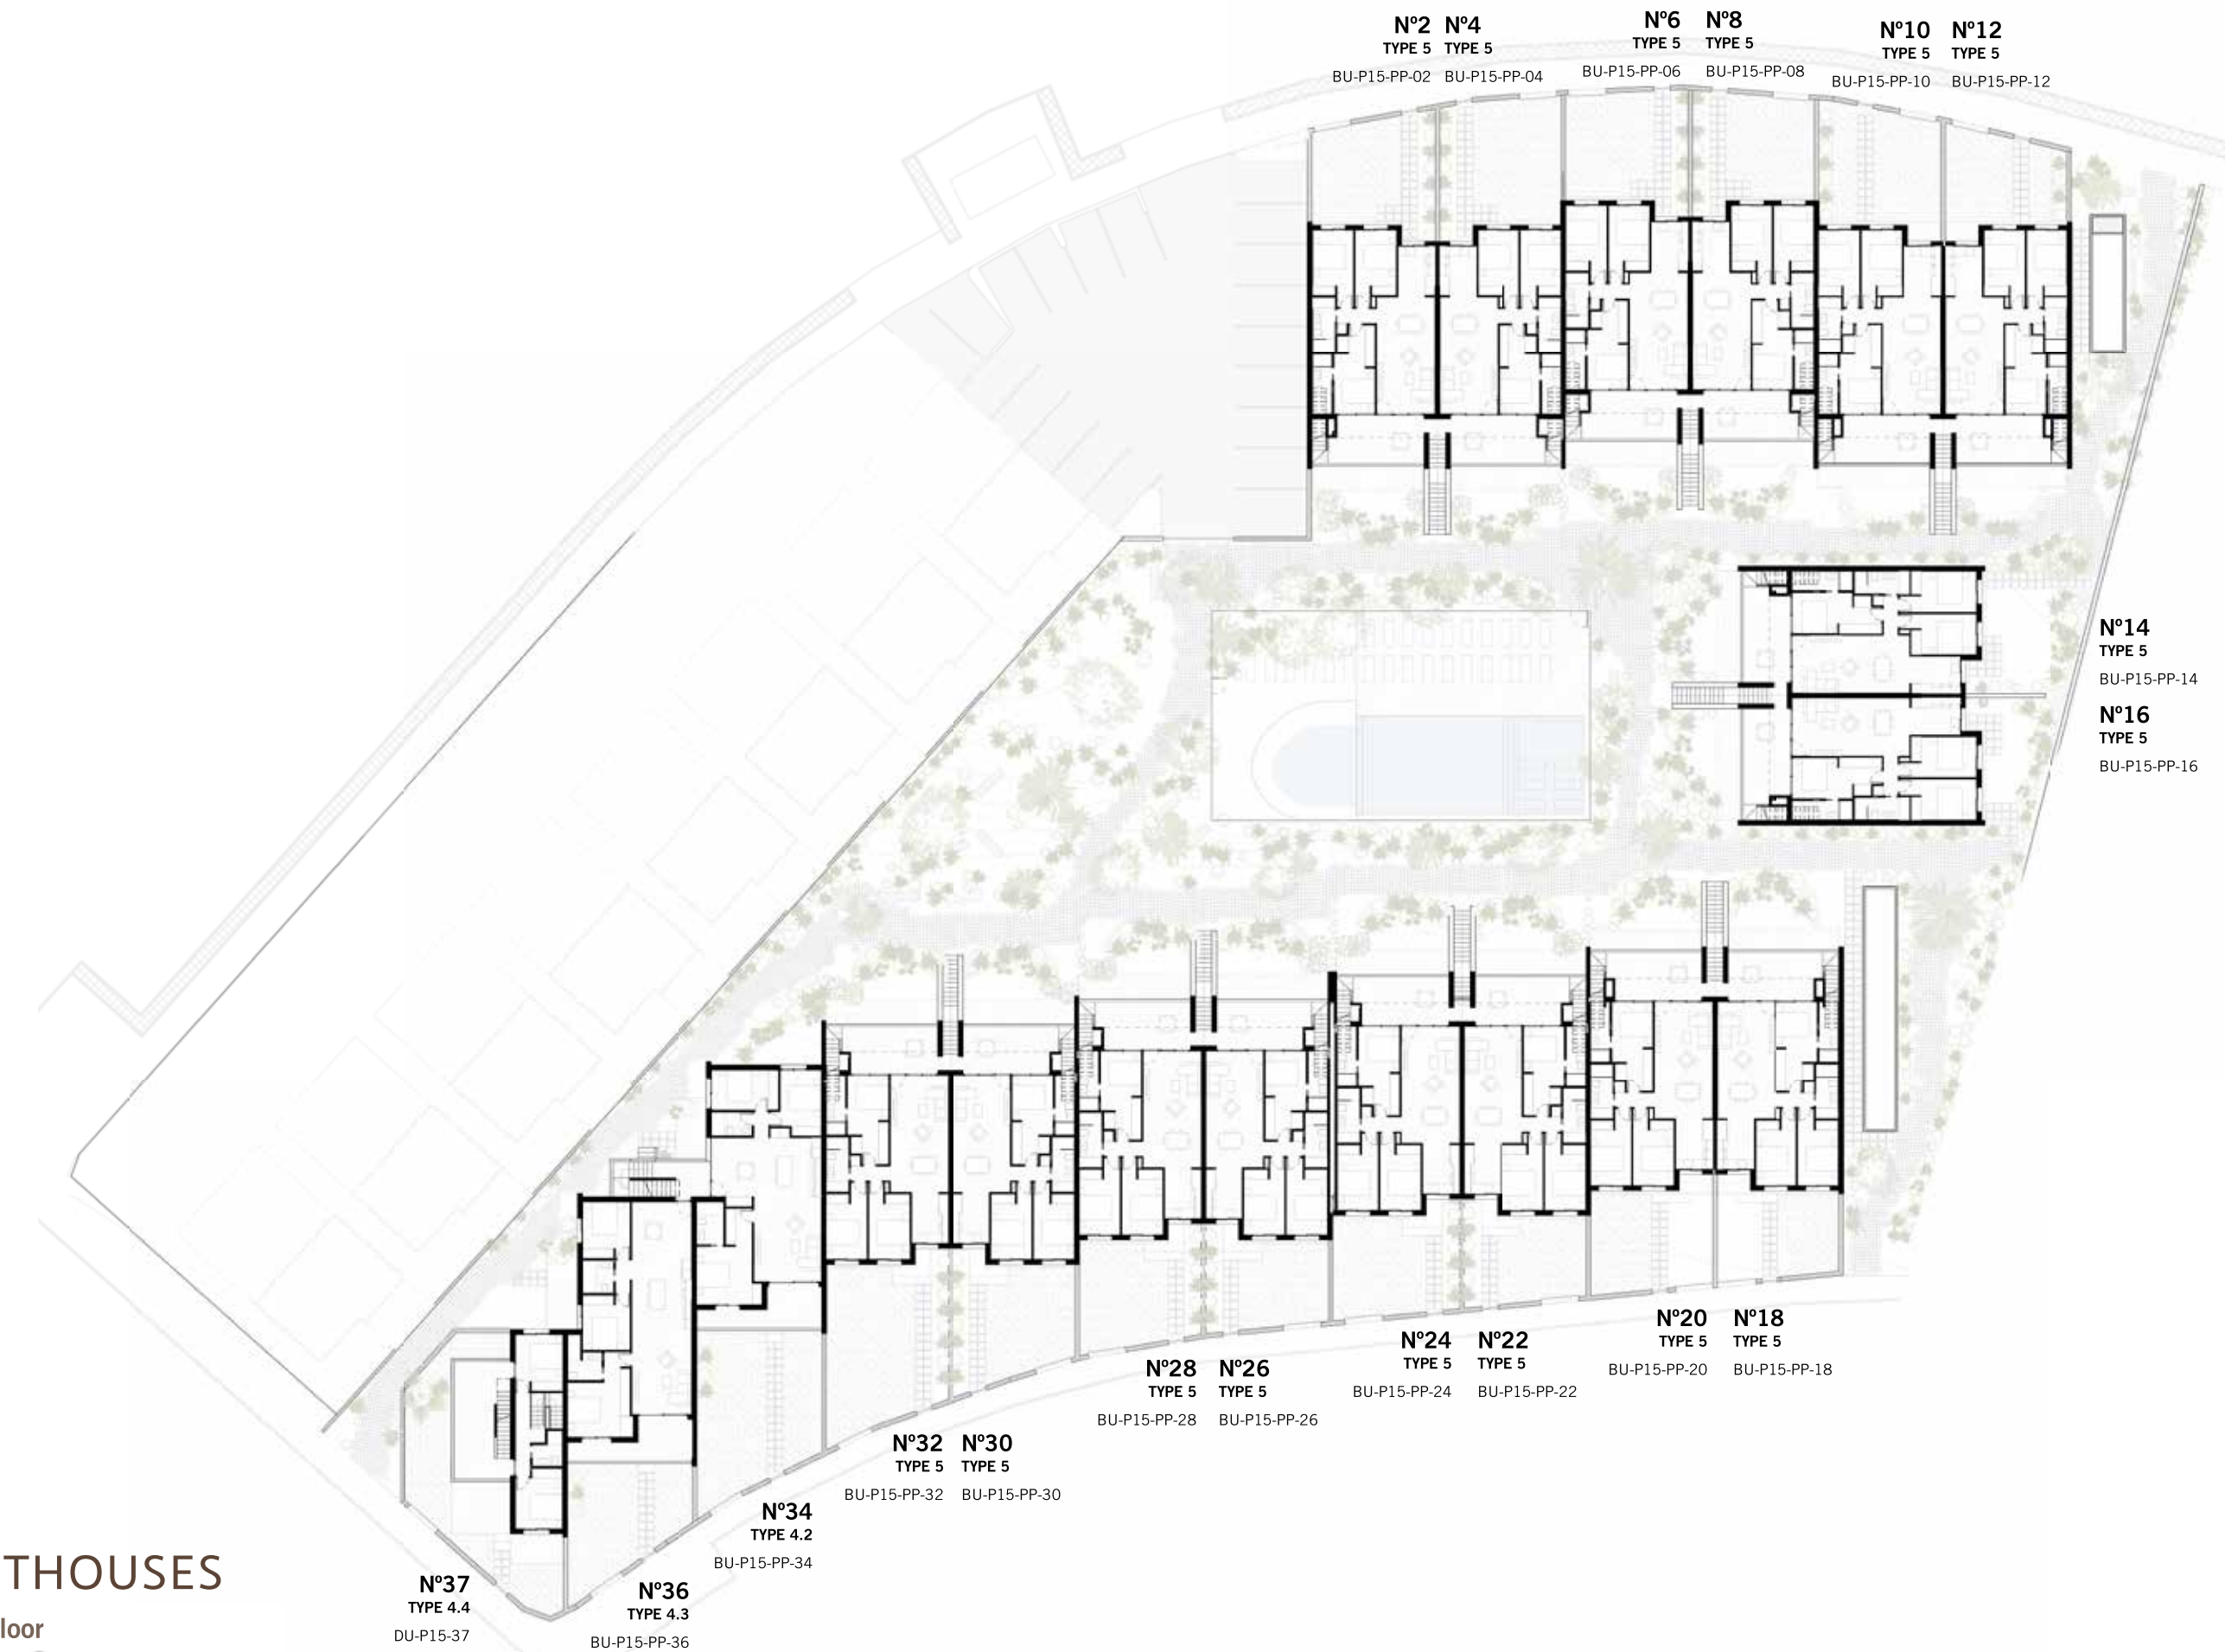 Nº2 Nº4
TYPE 5 TYPE 5
BU-P15-PP-02 BU-P15-PP-04
Nº6 Nº8
TYPE 5 TYPE 5
BU-P15-PP-06 BU-P15-PP-08
Nº10 Nº12
TYPE 5 TYPE 5
BU-P15-PP-10 BU-P15-PP-12
Nº14
TYPE 5
BU-P15-PP-14
Nº16
TYPE 5
BU-P15-PP-16
Nº20 Nº18
TYPE 5 TYPE 5
BU-P15-PP-20 BU-P15-PP-18
Nº24 Nº22
TYPE 5 TYPE 5
BU-P15-PP-24 BU-P15-PP-22
Nº28 Nº26
TYPE 5 TYPE 5
BU-P15-PP-28 BU-P15-PP-26
Nº32 Nº30
TYPE 5 TYPE 5
BU-P15-PP-32 BU-P15-PP-30
Nº34
TYPE 4.2
BU-P15-PP-34
Nº36
TYPE 4.3
BU-P15-PP-36
Nº37
TYPE 4.4
DU-P15-37
THOUSES
loor